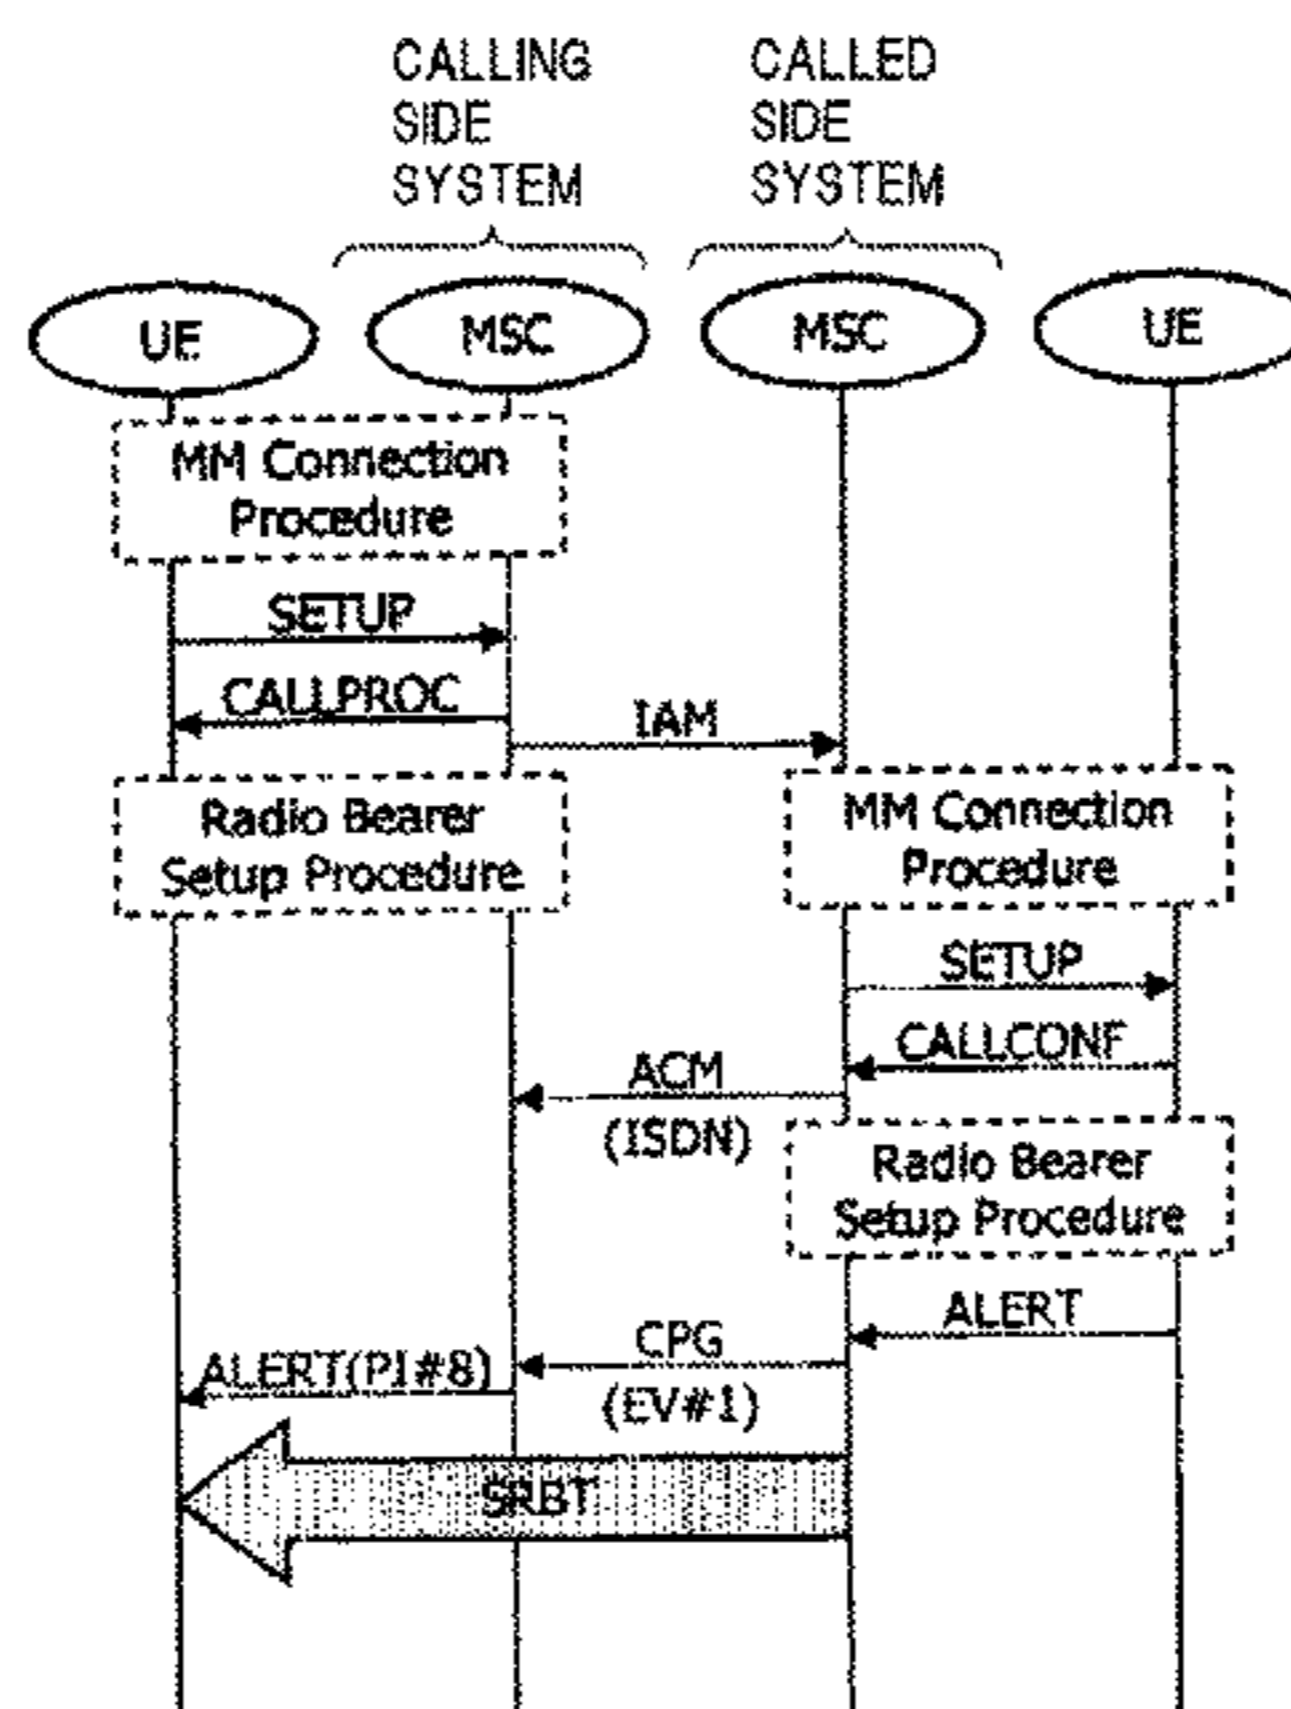 CALLING
SIDE
SYSTEM
CALLED
SIDE
SYSTEM
UE
MSC
MSC
UE
MM Connection
Procedure
SETUP
CALLPROC
IAM
Radio Bearer
Setup Procedure
MM Connection
Procedure
SETUP
CALLCONF
ACM
(ISDN)
Radio Bearer
Setup Procedure
ALERT
CPG
(EV#1)
ALERT(PI#8)
SRBT